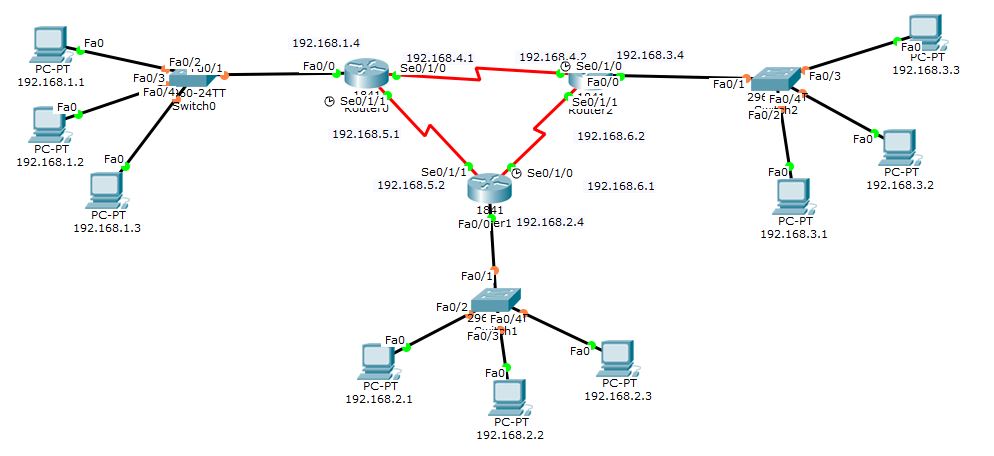 Fa0
PC-PT
192.168.1.1
Fa0
PC-PT
192.168.1.2
Fa0
PC-PT
192.168.1.3
Fa0/2
Fa0/1
Fa0/3
Fa0/4
60-24TT
Switch0
192.168.1.4
Fa0/0
Se0/1/0
Se0/1/1
1841
Router0
192.168.4.1
192.168.5.1
192.168.4.2
Se0/1/0
192.168.3.4
Fa0/0
Se0/1/1
1841
Router2
192.168.6.2
Fa0/1
Fa0/3
Fa0/4
Fa0/2
Fa0
PC-PT
192.168.3.3
Fa0
PC-PT
192.168.3.2
Fa0
PC-PT
192.168.3.1
Se0/1/1
Se0/1/0
192.168.5.2
192.168.6.1
1841
Fa0/0
192.168.2.4
Fa0/1
Fa0/2
Fa0/4
Fa0/3
Switch1
Fa0
PC-PT
192.168.2.1
Fa0
PC-PT
192.168.2.2
Fa0
PC-PT
192.168.2.3